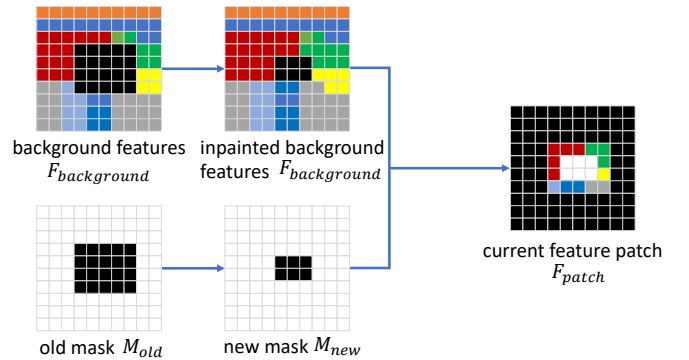 background features
F_background
inpainted background
features F_background
current feature patch
F_patch
old mask M_old
new mask M_new